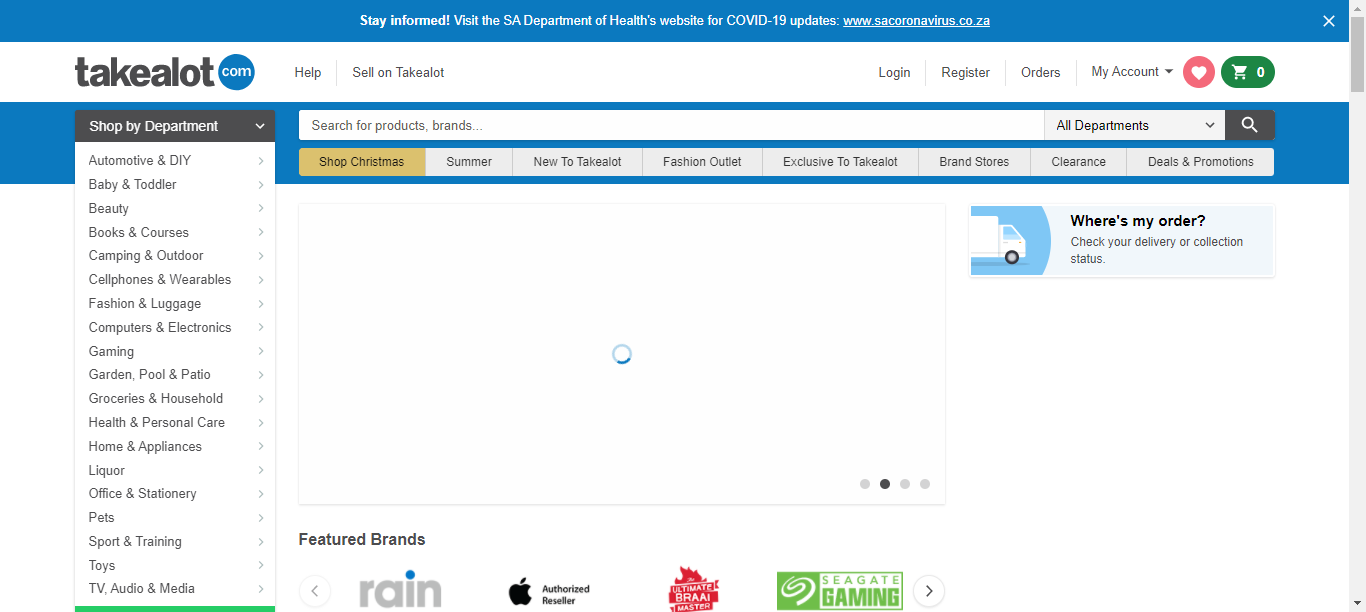 Stay informed! Visit the SA Department of Health's website for COVID-19 updates: www.sacoronavirus.co.za
takealot com
Help
Sell on Takealot
Login
Register
Orders
My Account
0
Shop by Department
Search for products, brands...
All Departments
Shop Christmas
Summer
New To Takealot
Fashion Outlet
Exclusive To Takealot
Brand Stores
Clearance
Deals & Promotions
Automotive & DIY
Baby & Toddler
Beauty
Books & Courses
Camping & Outdoor
Cellphones & Wearables
Fashion & Luggage
Computers & Electronics
Gaming
Garden, Pool & Patio
Groceries & Household
Health & Personal Care
Home & Appliances
Liquor
Office & Stationery
Pets
Sport & Training
Toys
TV, Audio & Media
Where's my order?
Check your delivery or collection
status.
Featured Brands
rain
Authorized
Reseller
ULTIMATE
BRAAI
MASTER
SEAGATE
GAMING